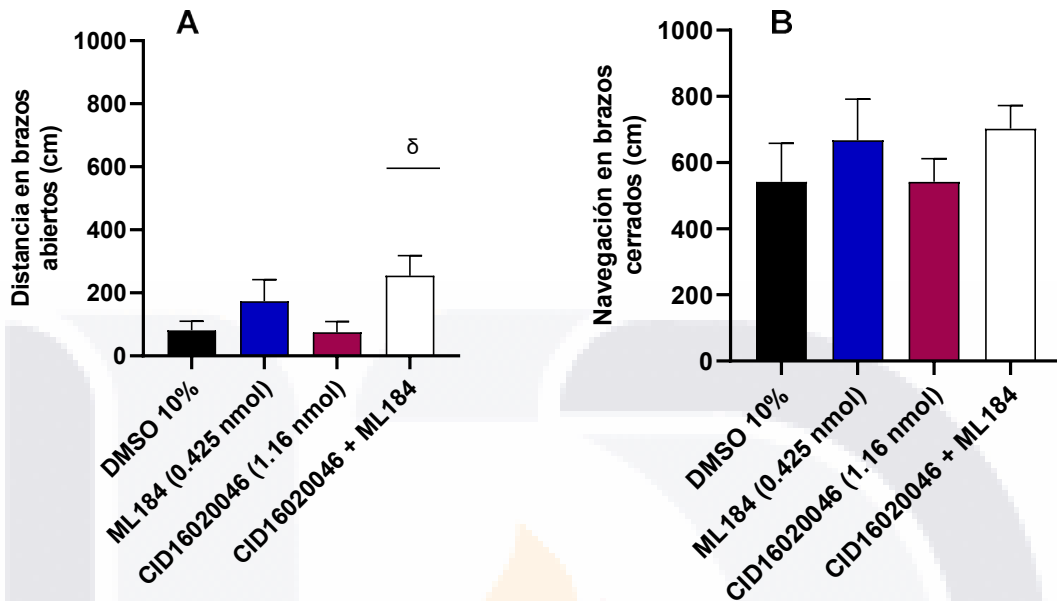 A
Distancia en brazos
abiertos (cm)
1000
800
600
400
200
0
δ
DMSO 10%
ML184 (0.425 nmol)
CID16020046 (1.16 nmol)
CID16020046 + ML184
B
Navegación en brazos
cerrados (cm)
1000
800
600
400
200
0
DMSO 10%
ML184 (0.425 nmol)
CID16020046 (1.16 nmol)
CID16020046 + ML184